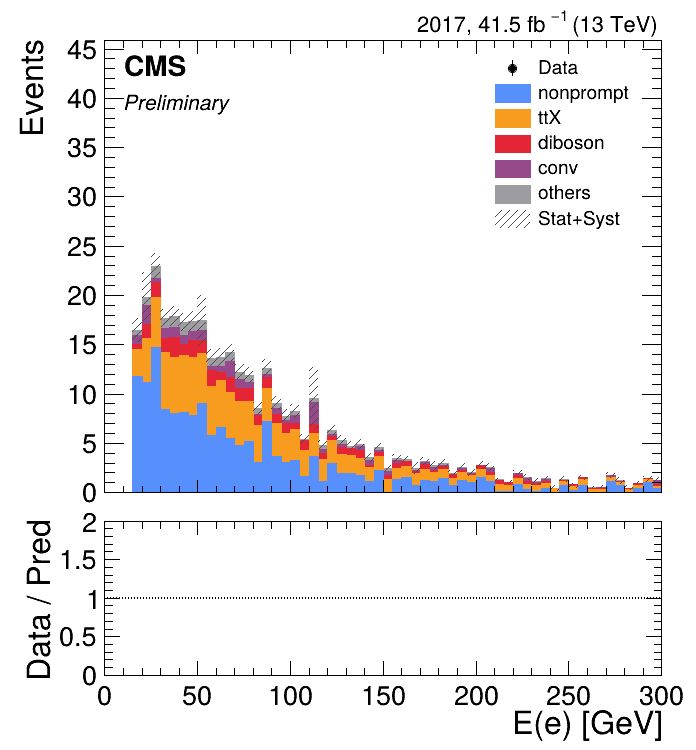 2017, 41.5 fb⁻¹ (13 TeV)
CMS
Preliminary
Events
45
40
35
30
25
20
15
10
5
0
Data
nonprompt
ttX
diboson
conv
others
Stat+Syst
Data / Pred
2
1.5
1
0.5
0
0 50 100 150 200 250 300
E(e) [GeV]